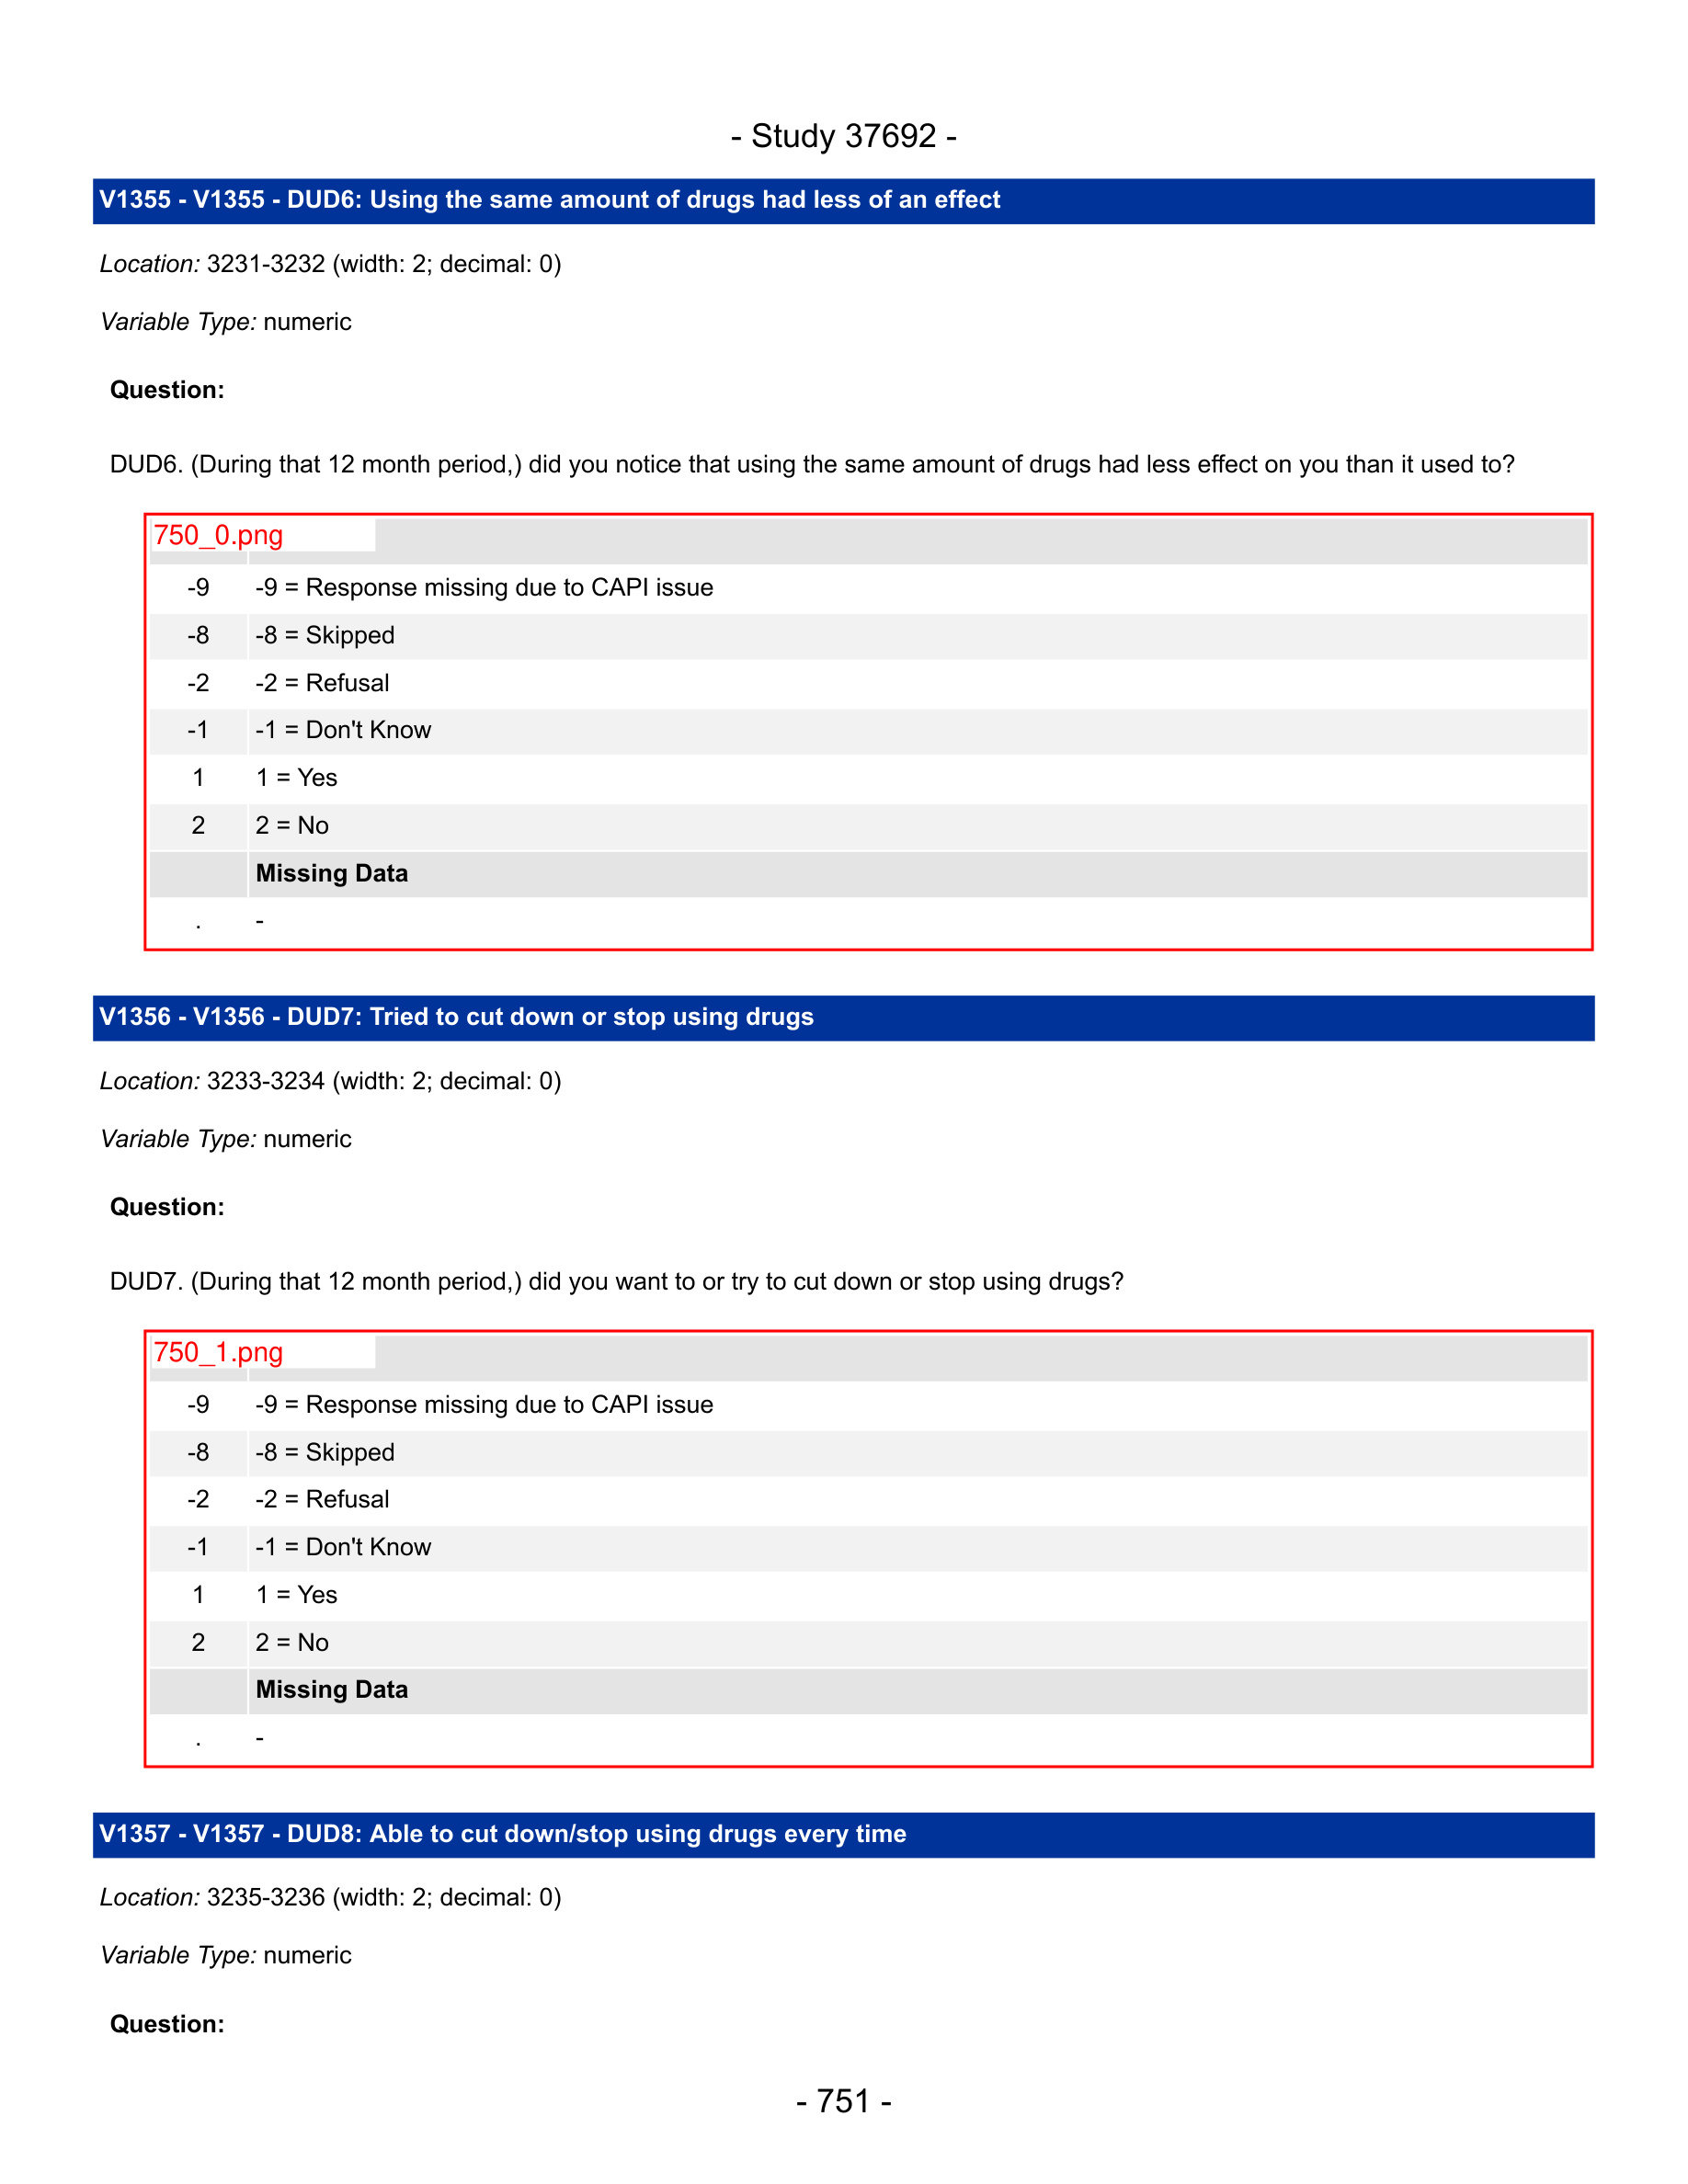 - Study 37692 -
V1355 - V1355 - DUD6: Using the same amount of drugs had less of an effect
Location: 3231-3232 (width: 2; decimal: 0)
Variable Type: numeric
Question:
DUD6. (During that 12 month period,) did you notice that using the same amount of drugs had less effect on you than it used to?
750_0.png
-9 -9 = Response missing due to CAPI issue
-8 -8 = Skipped
-2 -2 = Refusal
-1 -1 = Don't Know
1 1 = Yes
2 2 = No
Missing Data
. -
V1356 - V1356 - DUD7: Tried to cut down or stop using drugs
Location: 3233-3234 (width: 2; decimal: 0)
Variable Type: numeric
Question:
DUD7. (During that 12 month period,) did you want to or try to cut down or stop using drugs?
750_1.png
-9 -9 = Response missing due to CAPI issue
-8 -8 = Skipped
-2 -2 = Refusal
-1 -1 = Don't Know
1 1 = Yes
2 2 = No
Missing Data
. -
V1357 - V1357 - DUD8: Able to cut down/stop using drugs every time
Location: 3235-3236 (width: 2; decimal: 0)
Variable Type: numeric
Question:
- 751 -